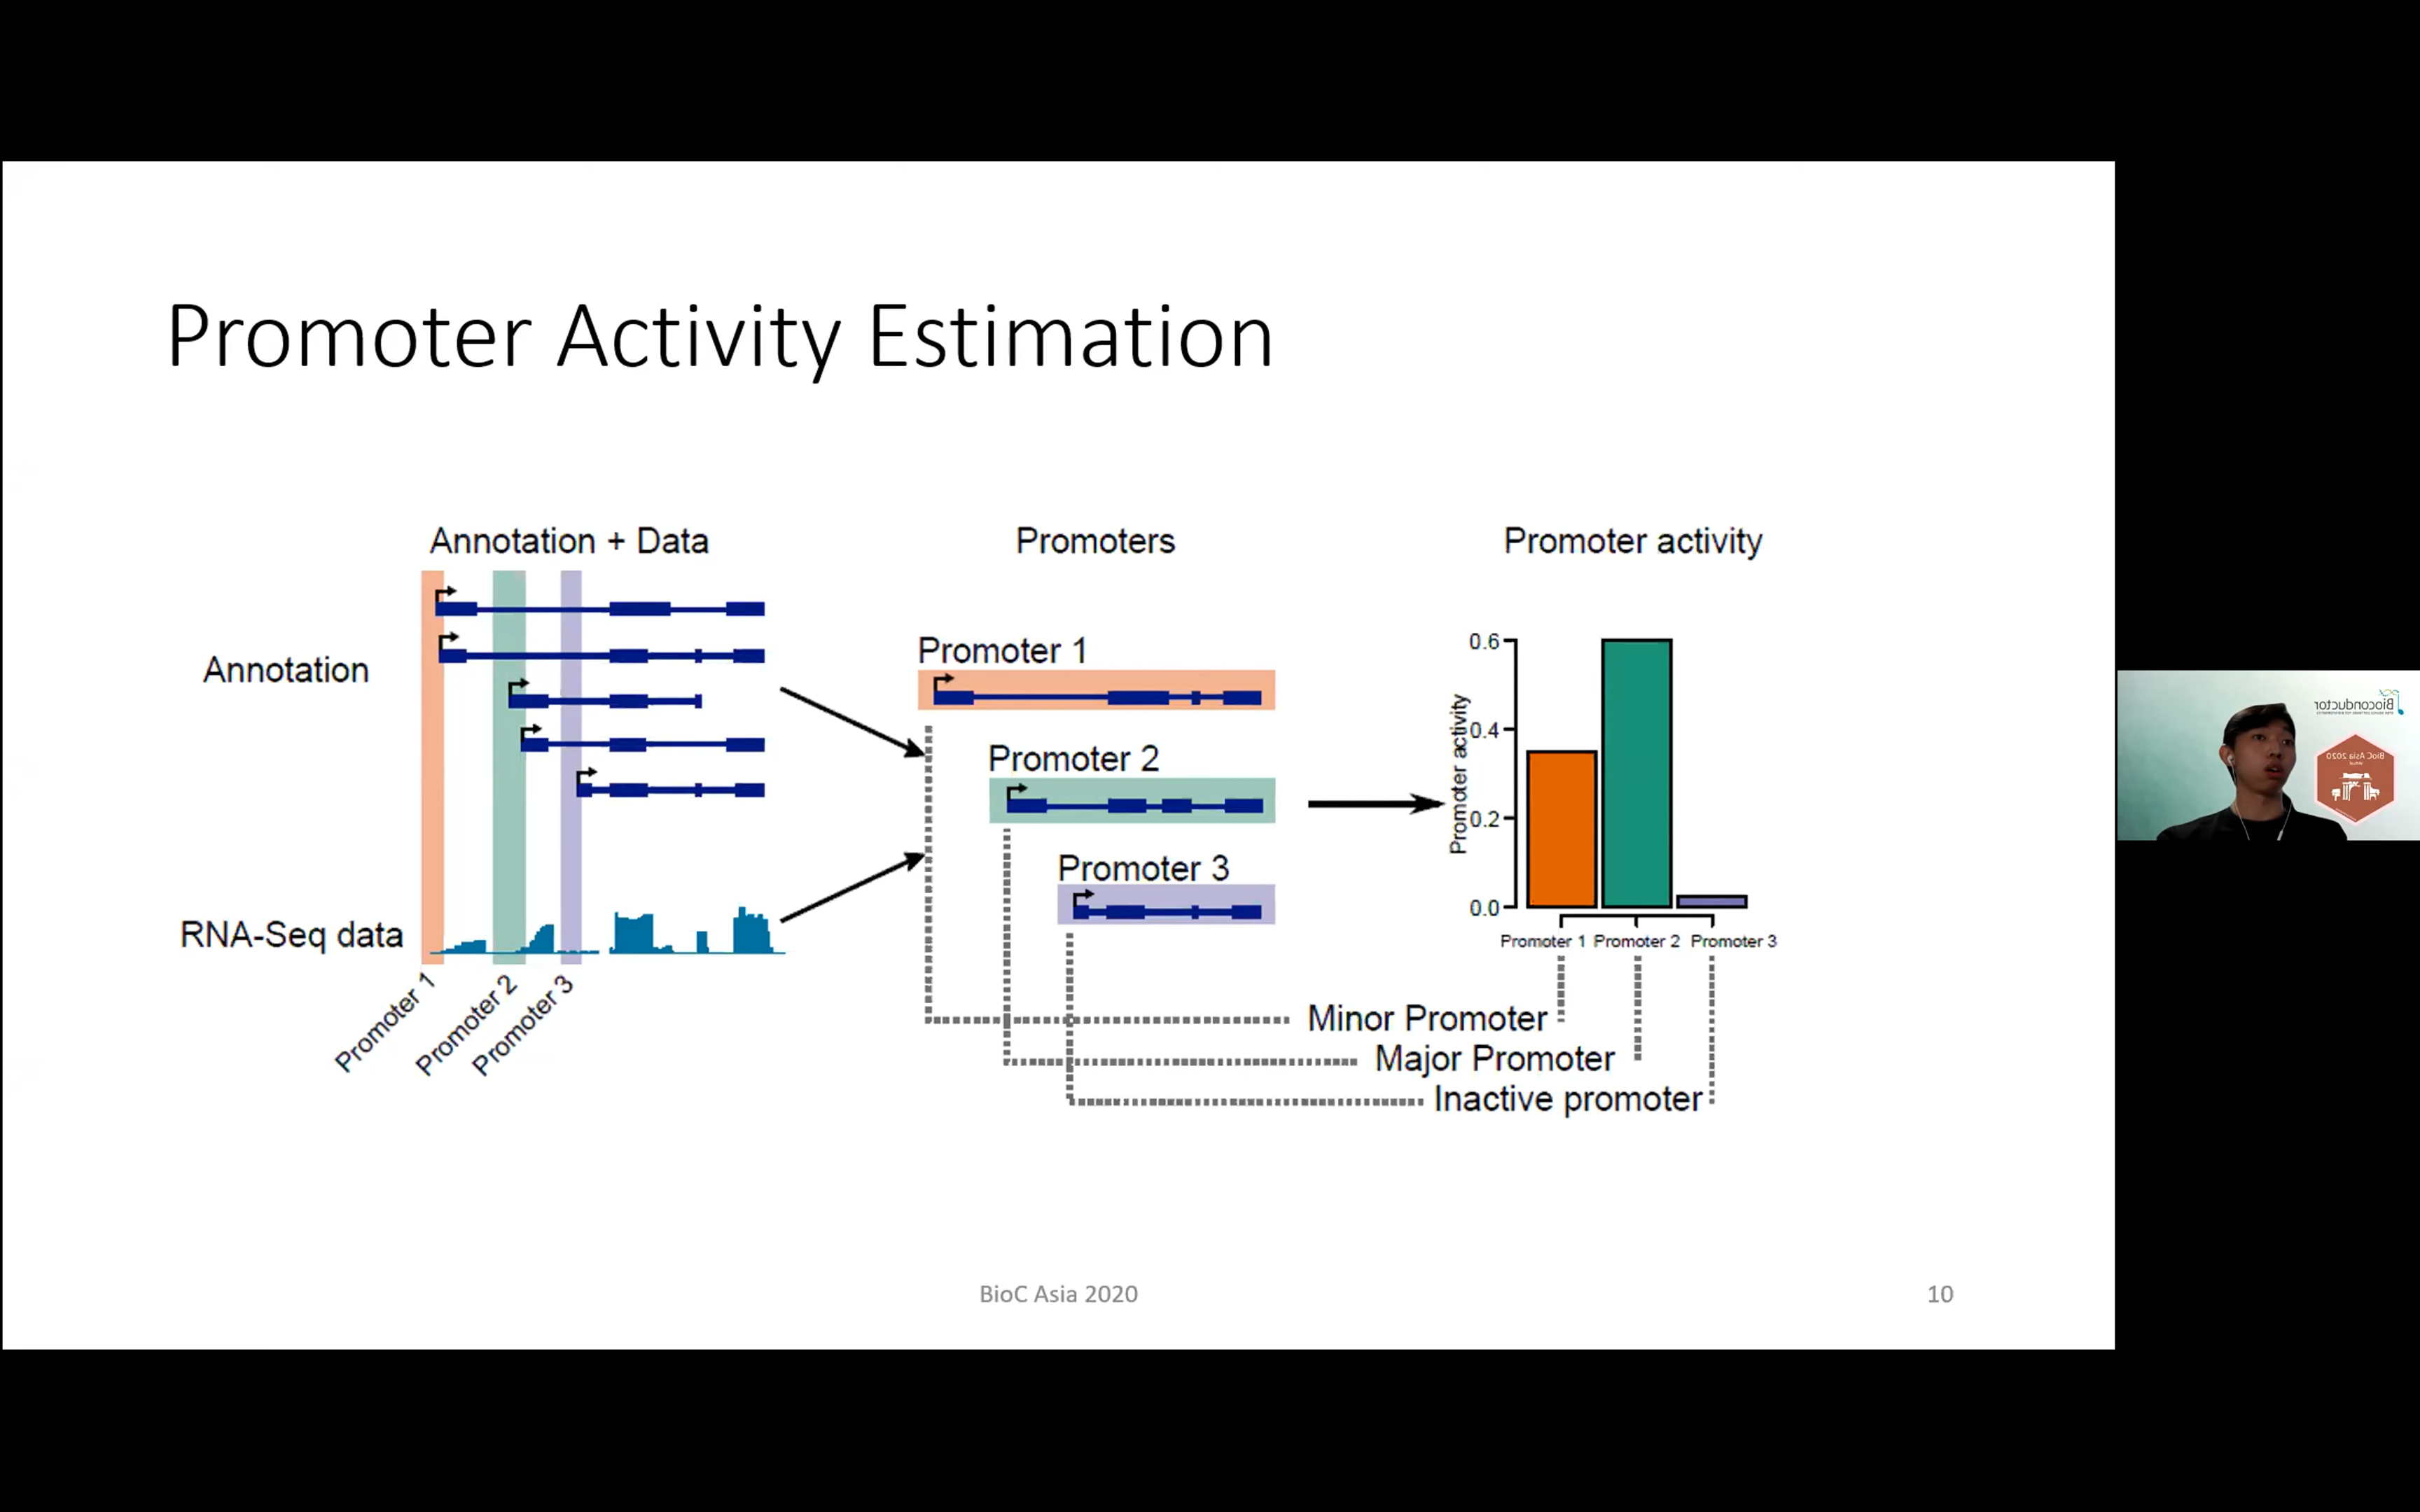 Promoter Activity Estimation
Annotation + Data
Promoters
Promoter activity
Annotation
RNA-Seq data
Promoter 1
Promoter 2
Promoter 3
Promoter 1
Promoter 2
Promoter 3
Promoter activity
0.6
0.4
0.2
0.0
Promoter 1 Promoter 2 Promoter 3
Minor Promoter
Major Promoter
Inactive promoter
BioC Asia 2020
10
Bioconductor
BioC Asia 2020